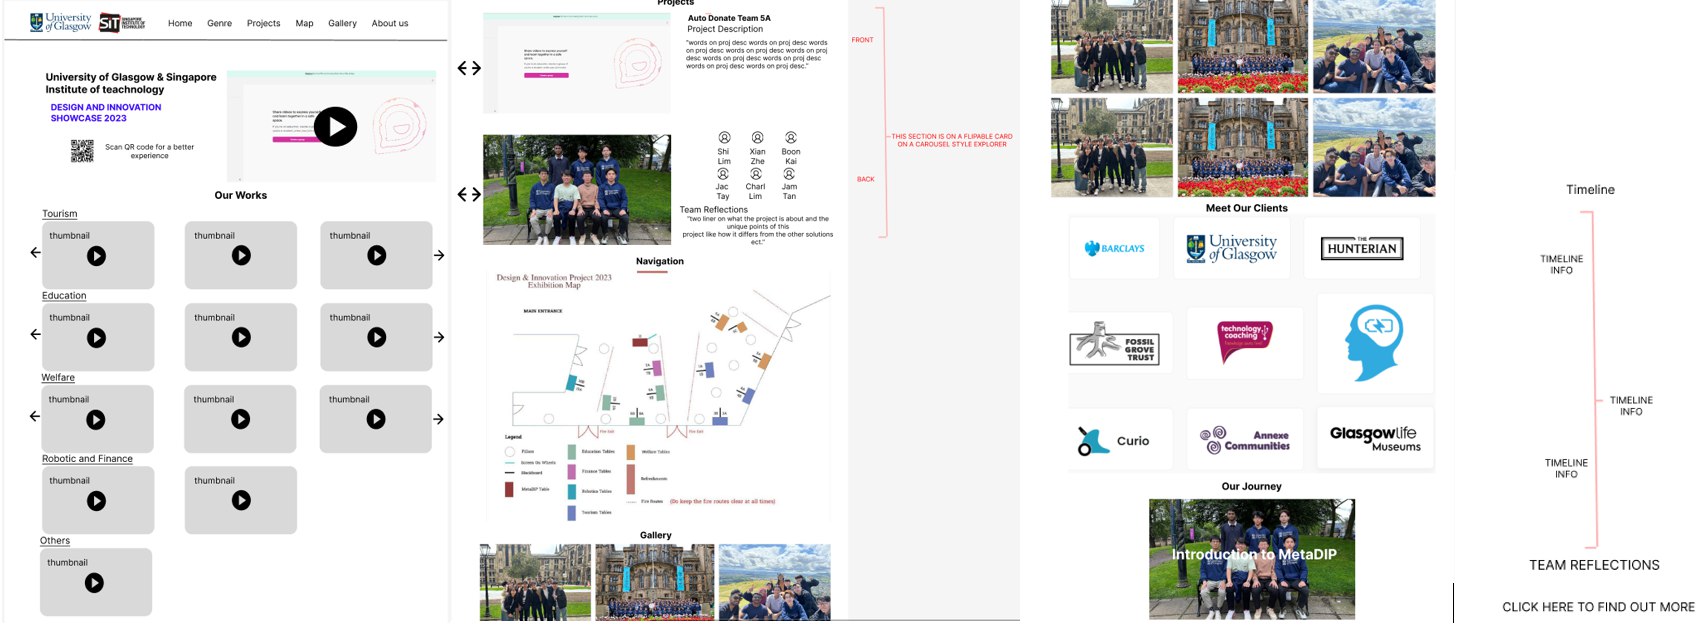 University of Glasgow
SiT SINGAPORE INSTITUTE OF TECHNOLOGY
Home Genre Projects Map Gallery About us
University of Glasgow & Singapore
Institute of teachnology
DESIGN AND INNOVATION
SHOWCASE 2023
Scan QR code for a better
experience
Our Works
Tourism
thumbnail thumbnail thumbnail
Education
thumbnail thumbnail thumbnail
Welfare
thumbnail thumbnail thumbnail
Robotic and Finance
thumbnail thumbnail
Others
thumbnail
Projects
Auto Donate Team 5A
Project Description
"words on proj desc words on proj desc words
on proj desc words on proj desc words on proj
desc words on proj desc words on proj desc
words on proj desc words on proj desc."
Shi Lim
Xian Zhe
Boon Kai
Jac Tay
Charl Lim
Jam Tan
Team Reflections
"two liner on what the project is about and the
unique points of this
project like how it differs from the other solutions
ect."
FRONT
THIS SECTION IS ON A FLIPABLE CARD
ON A CAROUSEL STYLE EXPLORER
BACK
Navigation
Design & Innovation Project 2023
Exhibition Map
MAIN ENTRANCE
Fire Exit
Fire Exit
Legend
Pillars
Screen On Wheels
Blackboard
MetaDIP Table
Education Tables
Finance Tables
Robotics Tables
Tourism Tables
Welfare Tables
Refreshments
Fire Routes (Do keep the fire routes clear at all times)
Gallery
Meet Our Clients
BARCLAYS
University of Glasgow
THE HUNTERIAN
FOSSIL GROVE TRUST
technology coaching
Curio
Annexe Communities
Glasgowlife Museums
Our Journey
Introduction to MetaDIP
Timeline
TIMELINE
INFO
TIMELINE
INFO
TIMELINE
INFO
TEAM REFLECTIONS
CLICK HERE TO FIND OUT MORE